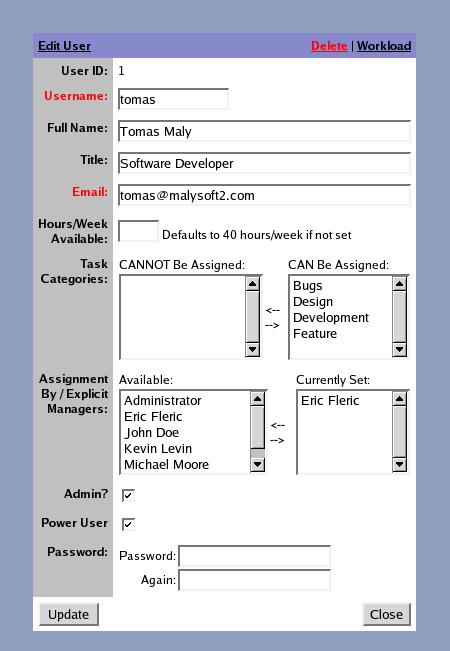 Edit User Delete | Workload
User ID: 1
Username: tomas
Full Name: Tomas Maly
Title: Software Developer
Email: tomas@malysoft2.com
Hours/Week
Available: Defaults to 40 hours/week if not set
Task
Categories:
CANNOT Be Assigned: CAN Be Assigned:
Bugs
Design
<-- Development
--> Feature
Assignment
By / Explicit
Managers:
Available: Currently Set:
Administrator Eric Fleric
Eric Fleric
John Doe <--
Kevin Levin -->
Michael Moore
Admin?
Power User
Password: Password:
Again:
Update Close